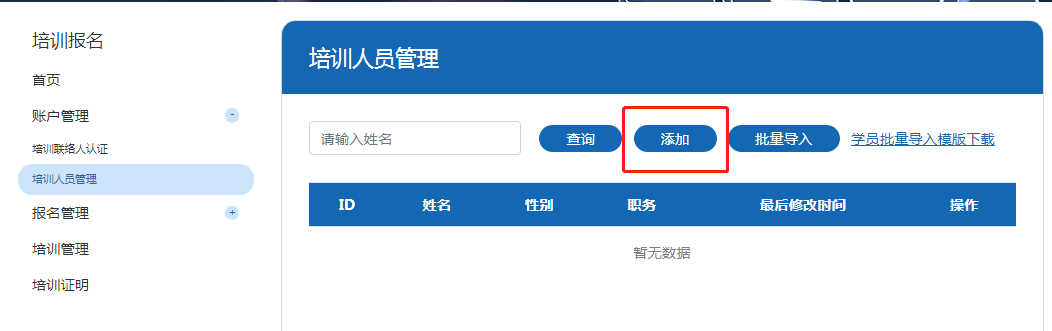 培训报名
首页
账户管理 -
培训联络人认证
培训人员管理
报名管理 +
培训管理
培训证明
培训人员管理
请输入姓名 查询 添加 批量导入 学员批量导入模版下载
ID 姓名 性别 职务 最后修改时间 操作
暂无数据